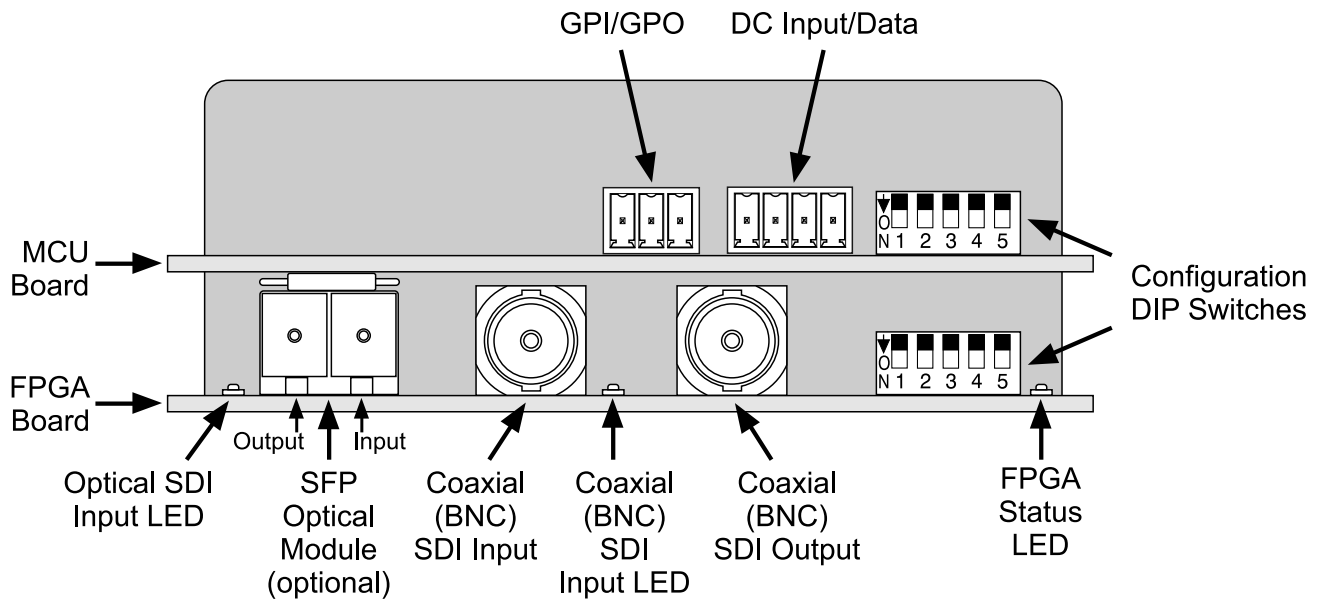 GPI/GPO
DC Input/Data
O
N 1 2 3 4 5
MCU
Board
Configuration
DIP Switches
O
N 1 2 3 4 5
FPGA
Board
Output
Input
Optical SDI
Input LED
SFP
Optical
Module
(optional)
Coaxial
(BNC)
SDI Input
Coaxial
(BNC)
SDI
Input LED
Coaxial
(BNC)
SDI Output
FPGA
Status
LED